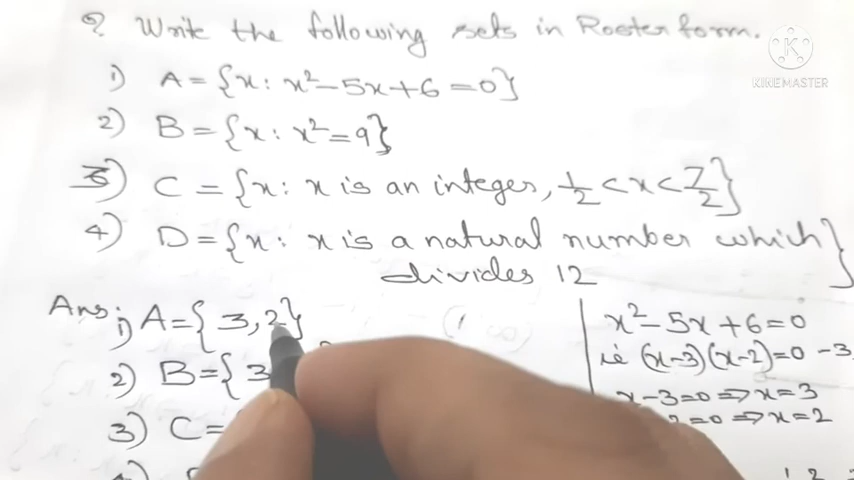 ? Write the following sets in Roster form.
1) A = {x : x² - 5x + 6 = 0}
2) B = {x : x² = 9}
3) C = {x : x is an integer, 1/2 < x < 7/2}
4) D = {x : x is a natural number which
divides 12}
Ans: 1) A = { 3, 2}
2) B = { 3
3) C =
x² - 5x + 6 = 0
ie (x-3)(x-2) = 0 - 3,
x - 3 = 0 ⇒ x = 3
= 0 ⇒ x = 2
KINEMASTER